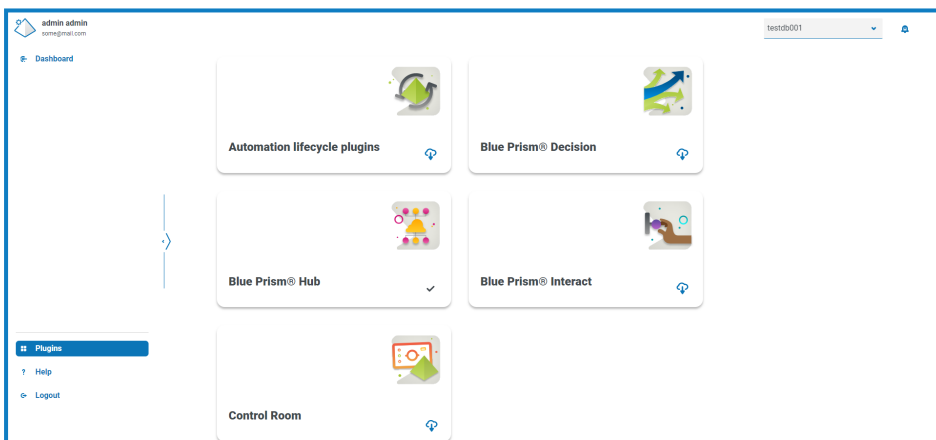 admin admin
some@mail.com
testdb001
Dashboard
Automation lifecycle plugins
Blue Prism® Decision
Blue Prism® Hub
Blue Prism® Interact
Control Room
Plugins
? Help
Logout